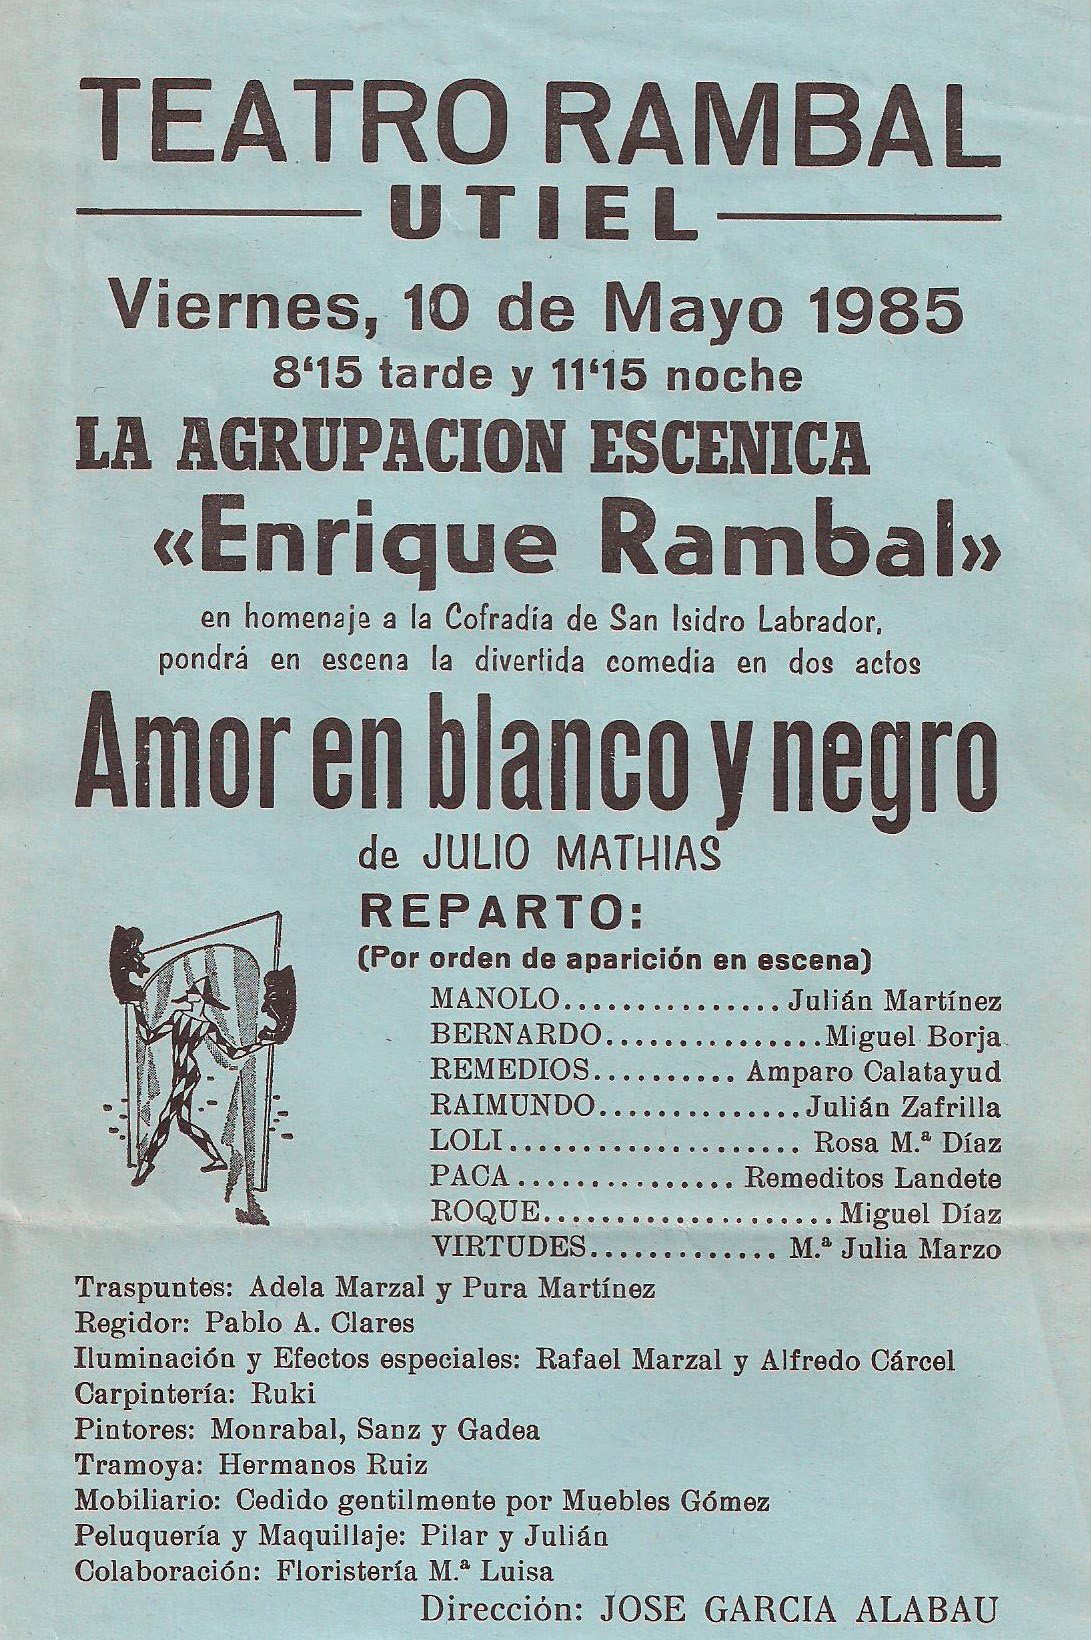 TEATRO RAMBAL
UTIEL
Viernes, 10 de Mayo 1985
8‘15 tarde y 11‘15 noche
LA AGRUPACION ESCENICA
«Enrique Rambal»
en homenaje a la Cofradía de San Isidro Labrador,
pondrá en escena la divertida comedia en dos actos
Amor en blanco y negro
de JULIO MATHIAS
REPARTO:
(Por orden de aparición en escena)
MANOLO............... Julián Martínez
BERNARDO...............Miguel Borja
REMEDIOS.......... Amparo Calatayud
RAIMUNDO..............Julián Zafrilla
LOLI.................... Rosa M.ª Díaz
PACA............... Remeditos Landete
ROQUE....................Miguel Díaz
VIRTUDES............. M.ª Julia Marzo
Traspuntes: Adela Marzal y Pura Martínez
Regidor: Pablo A. Clares
Iluminación y Efectos especiales: Rafael Marzal y Alfredo Cárcel
Carpintería: Ruki
Pintores: Monrabal, Sanz y Gadea
Tramoya: Hermanos Ruiz
Mobiliario: Cedido gentilmente por Muebles Gómez
Peluquería y Maquillaje: Pilar y Julián
Colaboración: Floristería M.ª Luisa
Dirección: JOSE GARCIA ALABAU